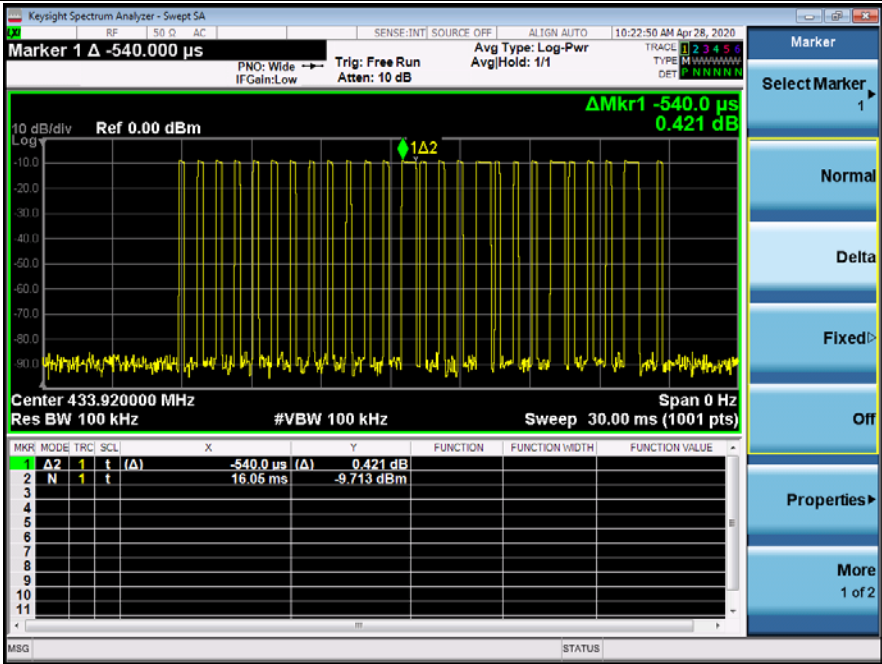 Keysight Spectrum Analyzer - Swept SA
LXI RF 50 Ω AC SENSE:INT SOURCE OFF ALIGN AUTO 10:22:50 AM Apr 28, 2020
Marker 1 Δ -540.000 µs
PNO: Wide
IFGain:Low
Trig: Free Run
Atten: 10 dB
Avg Type: Log-Pwr
Avg|Hold: 1/1
TRACE 1 2 3 4 5 6
TYPE M WWWWW
DET P N N N N N
ΔMkr1 -540.0 µs
0.421 dB
10 dB/div Ref 0.00 dBm
Log
1Δ2
-10.0
-20.0
-30.0
-40.0
-50.0
-60.0
-70.0
-80.0
-90.0
Center 433.920000 MHz Span 0 Hz
Res BW 100 kHz #VBW 100 kHz Sweep 30.00 ms (1001 pts)
MKR MODE TRC SCL X Y FUNCTION FUNCTION WIDTH FUNCTION VALUE
1 Δ2 1 t (Δ) -540.0 µs (Δ) 0.421 dB
2 N 1 t 16.05 ms -9.713 dBm
3
4
5
6
7
8
9
10
11
MSG STATUS
Marker
Select Marker
1
Normal
Delta
Fixed
Off
Properties
More
1 of 2